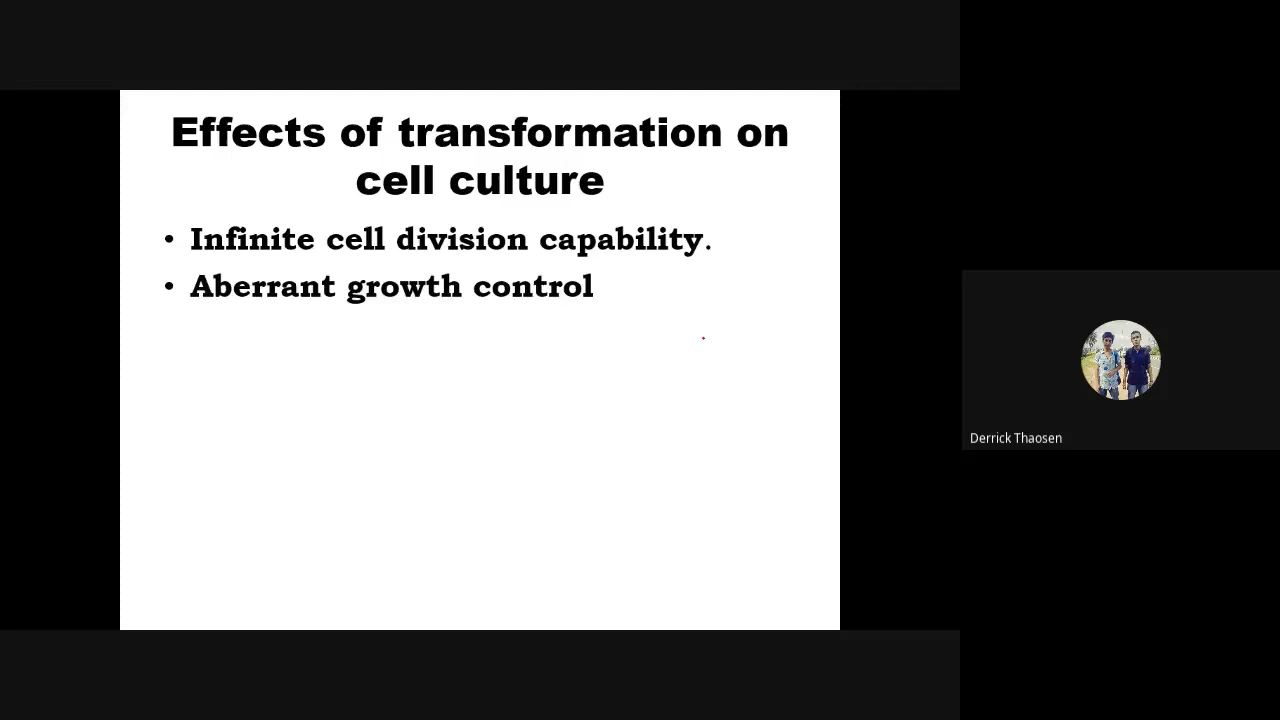 Effects of transformation on
cell culture
• Infinite cell division capability.
• Aberrant growth control
Derrick Thaosen